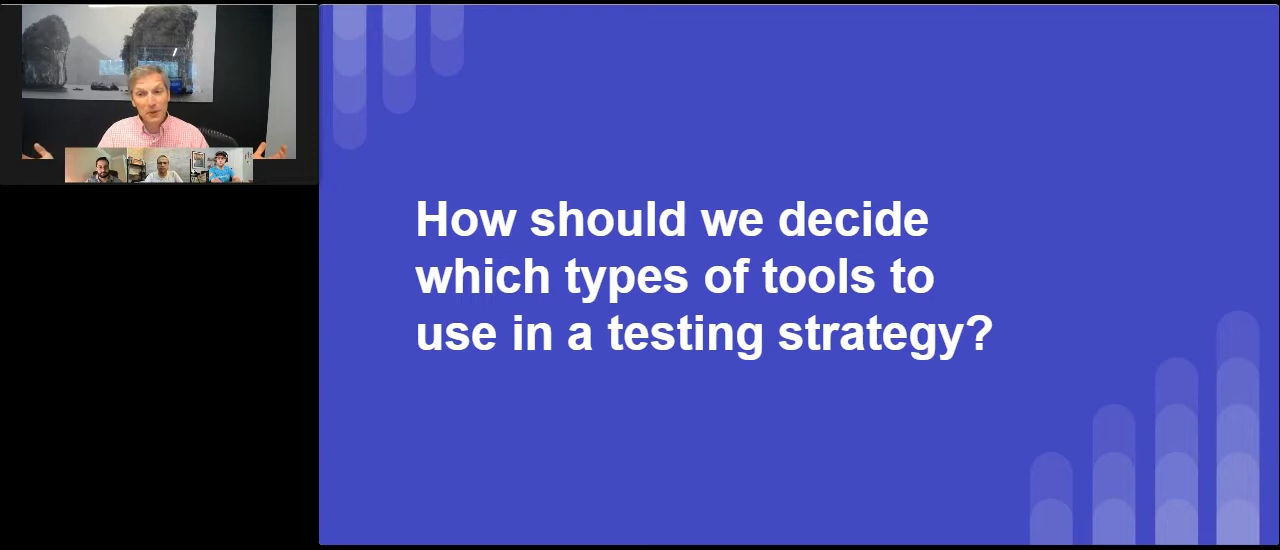 How should we decide
which types of tools to
use in a testing strategy?